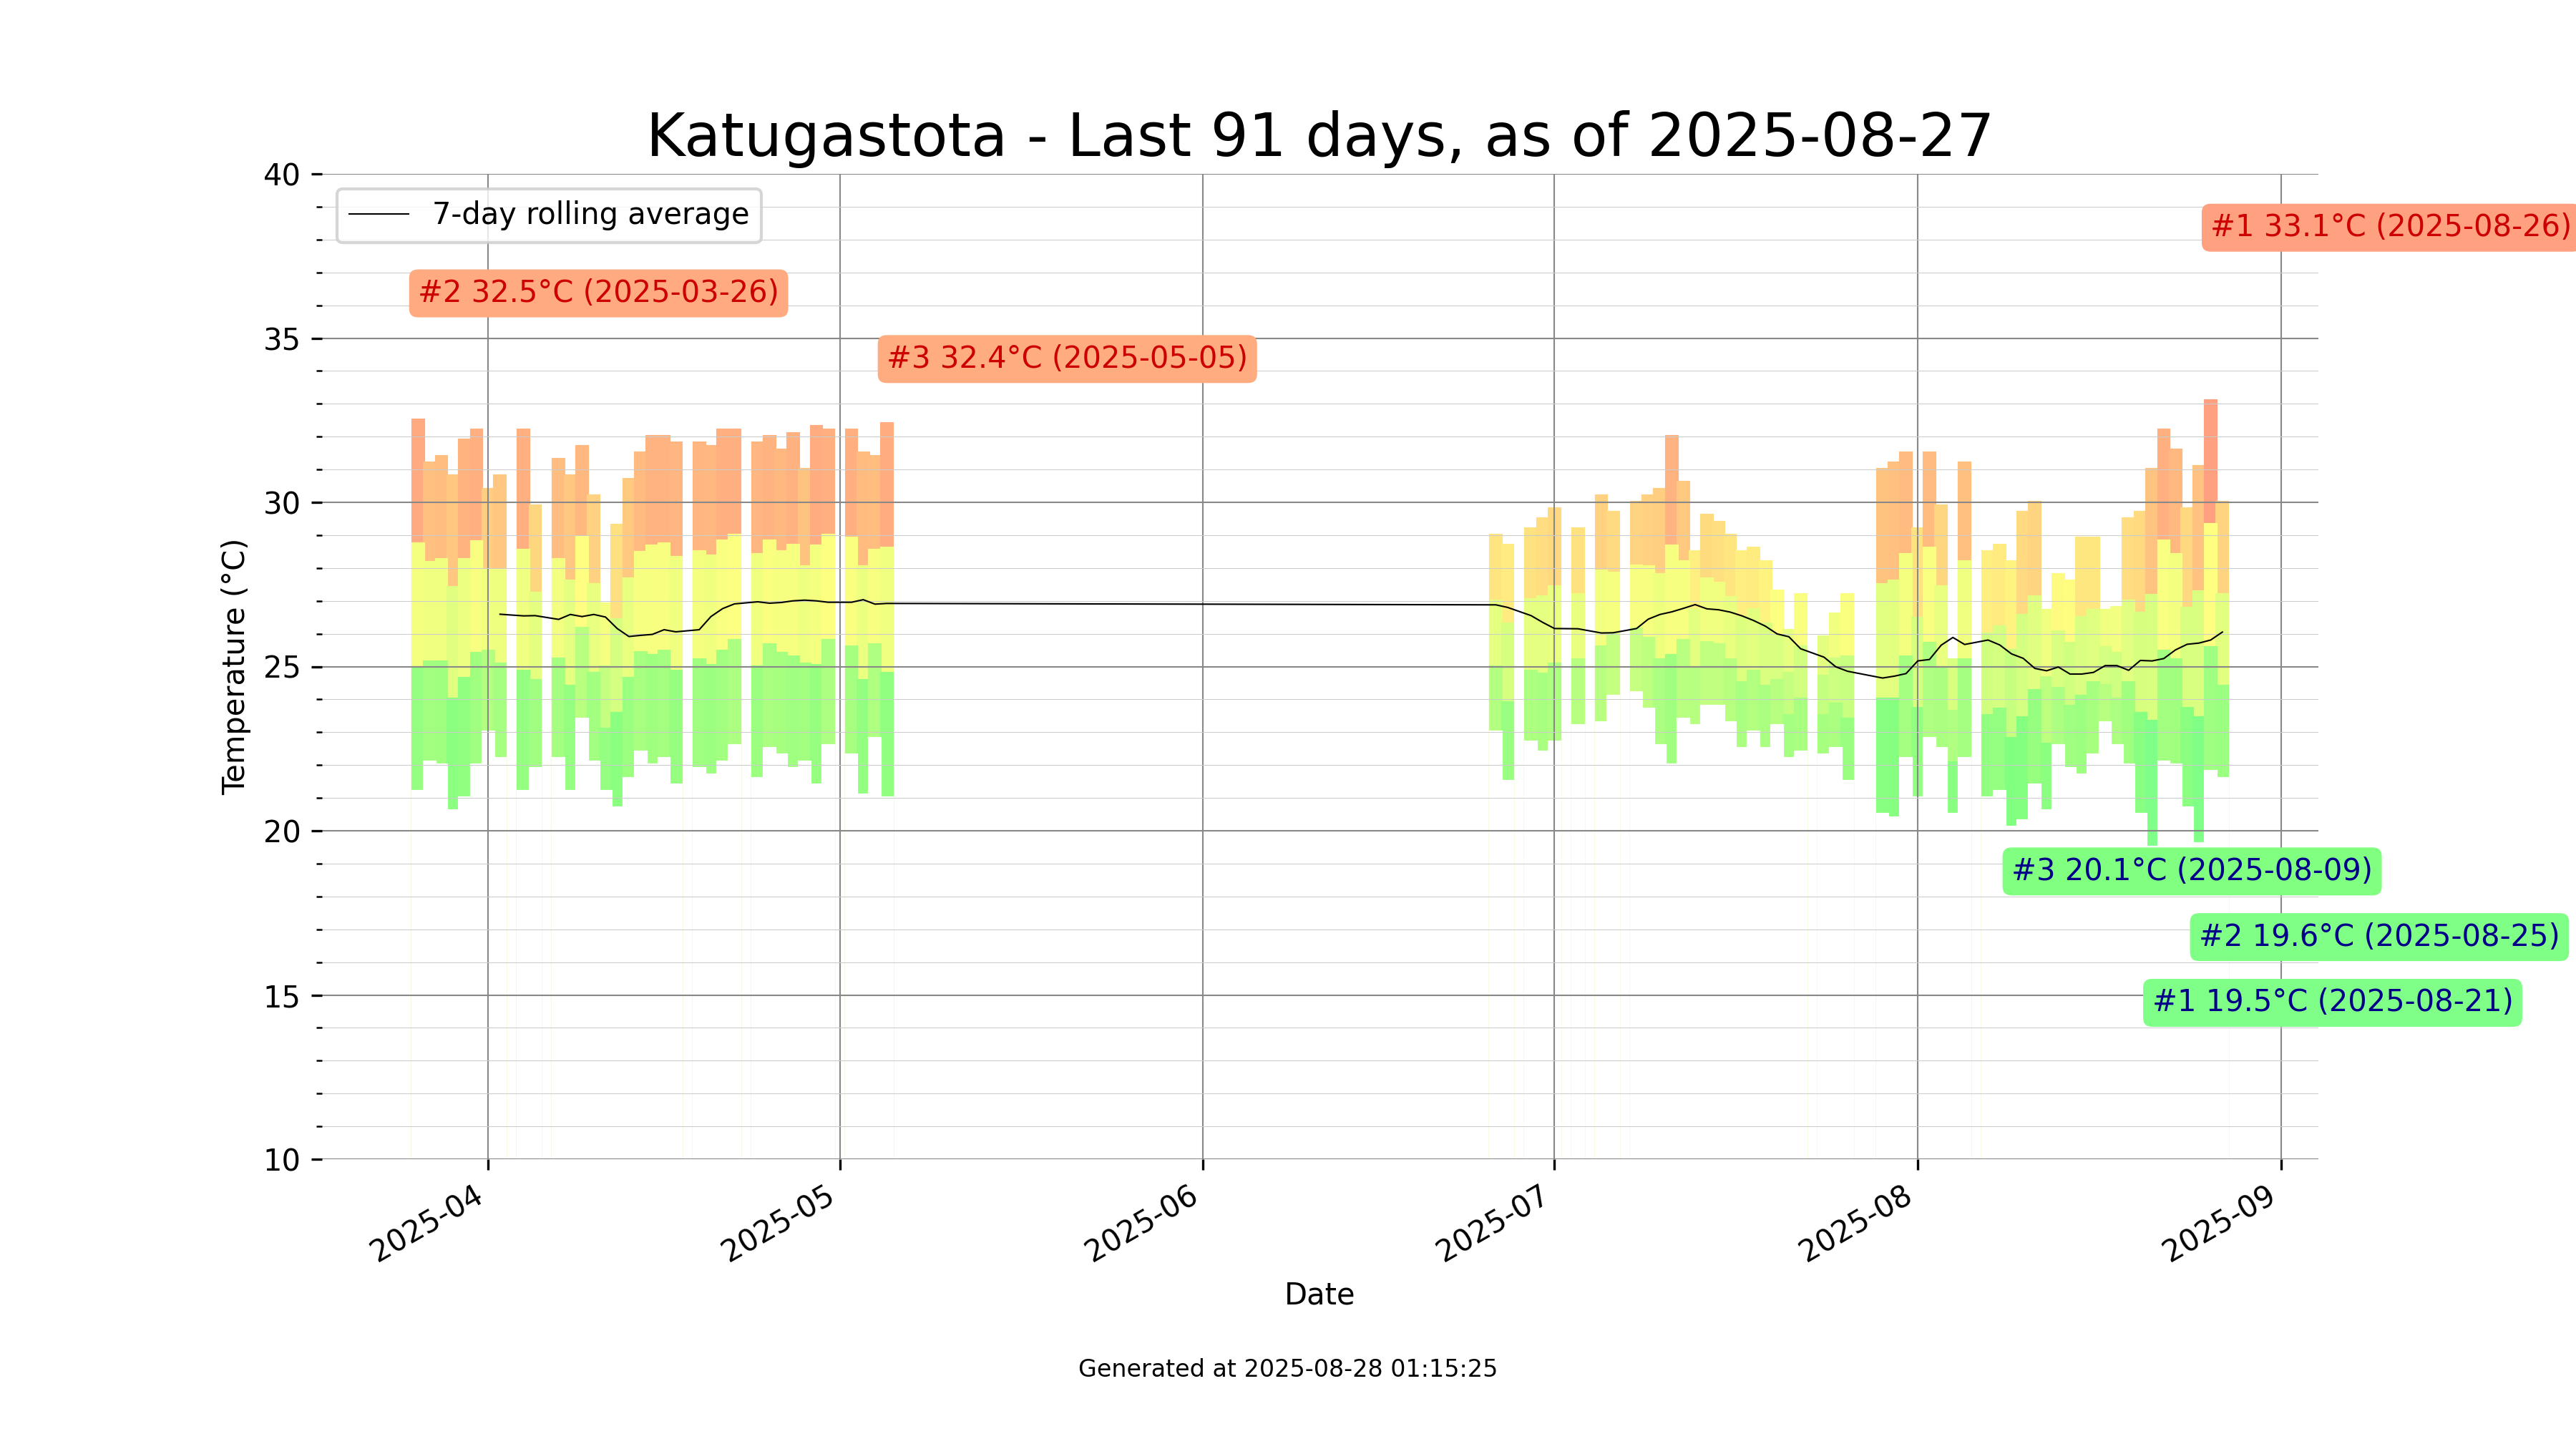 Katugastota - Last 91 days, as of 2025-08-27
7-day rolling average
#1 33.1°C (2025-08-26)
#2 32.5°C (2025-03-26)
#3 32.4°C (2025-05-05)
#3 20.1°C (2025-08-09)
#2 19.6°C (2025-08-25)
#1 19.5°C (2025-08-21)
Temperature (°C)
40
35
30
25
20
15
10
2025-04
2025-05
2025-06
2025-07
2025-08
2025-09
Date
Generated at 2025-08-28 01:15:25